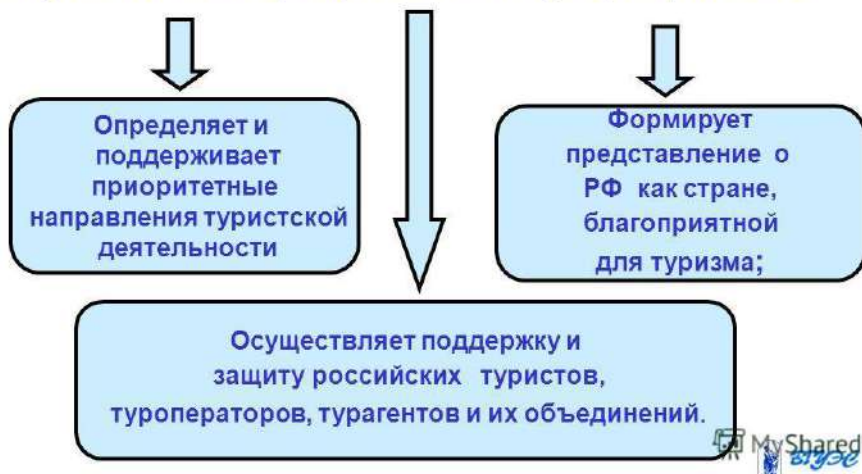 Определяет и
поддерживает
приоритетные
направления туристской
деятельности
Формирует
представление о
РФ как стране,
благоприятной
для туризма;
Осуществляет поддержку и
защиту российских туристов,
туроператоров, турагентов и их объединений.
MyShared
ВГУЭС